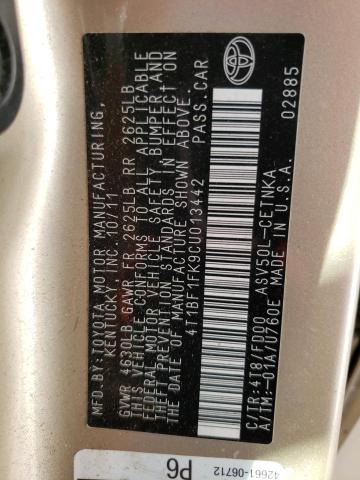 MFD. BY: TOYOTA MOTOR MANUFACTURING,
KENTUCKY, INC. 10/11
GVWR 4630LB GAWR FR 2625LB RR 2625LB
THIS VEHICLE CONFORMS TO ALL APPLICABLE
FEDERAL MOTOR VEHICLE SAFETY, BUMPER, AND
THEFT PREVENTION STANDARDS IN EFFECT ON
THE DATE OF MANUFACTURE SHOWN ABOVE.
4T1BF1FK9CU013442 PASS.CAR
C/TR:4T8/FD00 ASV50L-CETNKA
A/TM:-01A/U760E MADE IN U.S.A. 02885
TOYOTA
42661-06712
P6